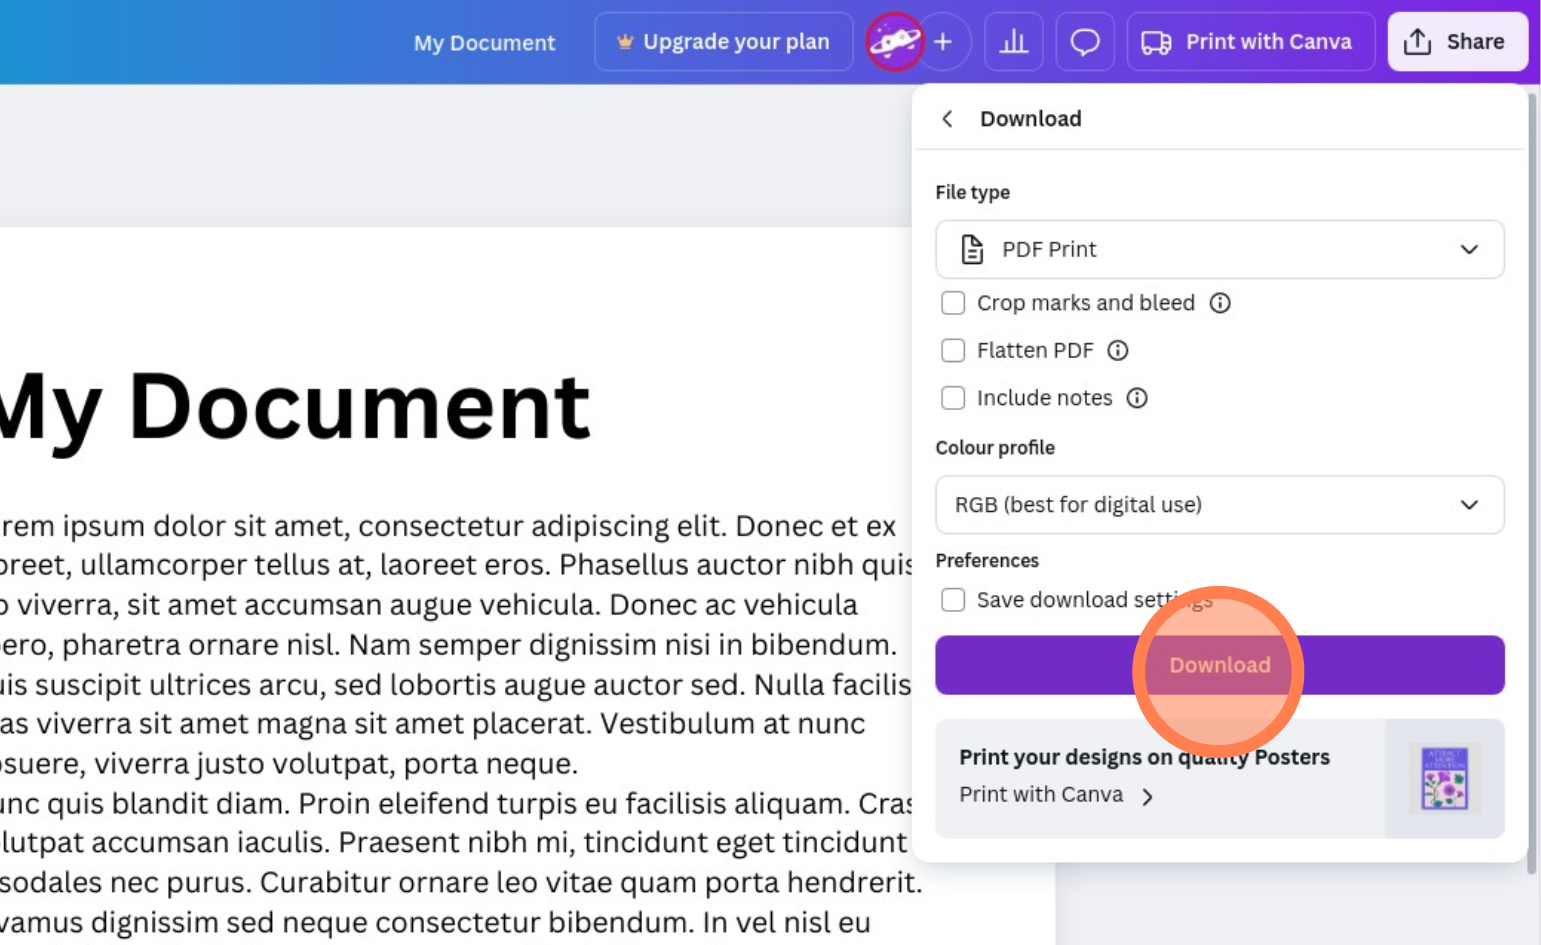 My Document
Upgrade your plan
Print with Canva
Share
Download
File type
PDF Print
Crop marks and bleed
Flatten PDF
Include notes
Colour profile
RGB (best for digital use)
Preferences
Save download settings
Download
Print your designs on quality Posters
Print with Canva
ATTRACT
MORE
ATTENTION
My Document
rem ipsum dolor sit amet, consectetur adipiscing elit. Donec et ex
oreet, ullamcorper tellus at, laoreet eros. Phasellus auctor nibh quis
o viverra, sit amet accumsan augue vehicula. Donec ac vehicula
ero, pharetra ornare nisl. Nam semper dignissim nisi in bibendum.
uis suscipit ultrices arcu, sed lobortis augue auctor sed. Nulla facilis
as viverra sit amet magna sit amet placerat. Vestibulum at nunc
osuere, viverra justo volutpat, porta neque.
unc quis blandit diam. Proin eleifend turpis eu facilisis aliquam. Cras
lutpat accumsan iaculis. Praesent nibh mi, tincidunt eget tincidunt
sodales nec purus. Curabitur ornare leo vitae quam porta hendrerit.
vamus dignissim sed neque consectetur bibendum. In vel nisl eu